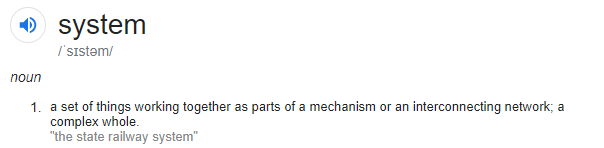 system
/ˈsɪstəm/
noun
1. a set of things working together as parts of a mechanism or an interconnecting network; a
complex whole.
"the state railway system"